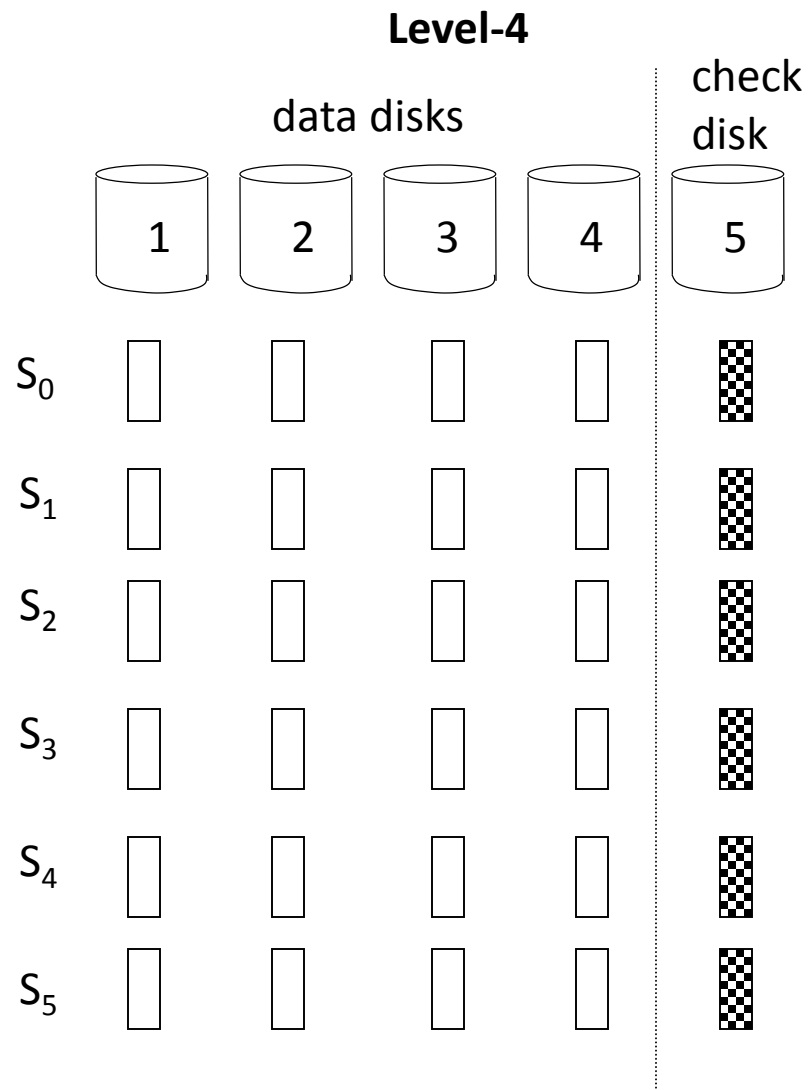 Level-4
data disks
check
disk
1 2 3 4 5
S₀
S₁
S₂
S₃
S₄
S₅